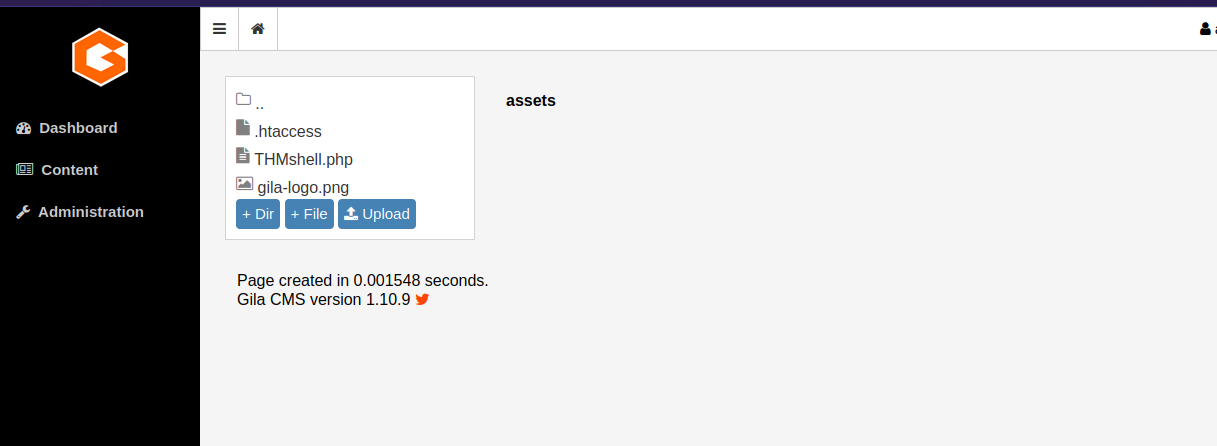 Dashboard
Content
Administration
..
.htaccess
THMshell.php
gila-logo.png
+ Dir + File Upload
assets
Page created in 0.001548 seconds.
Gila CMS version 1.10.9